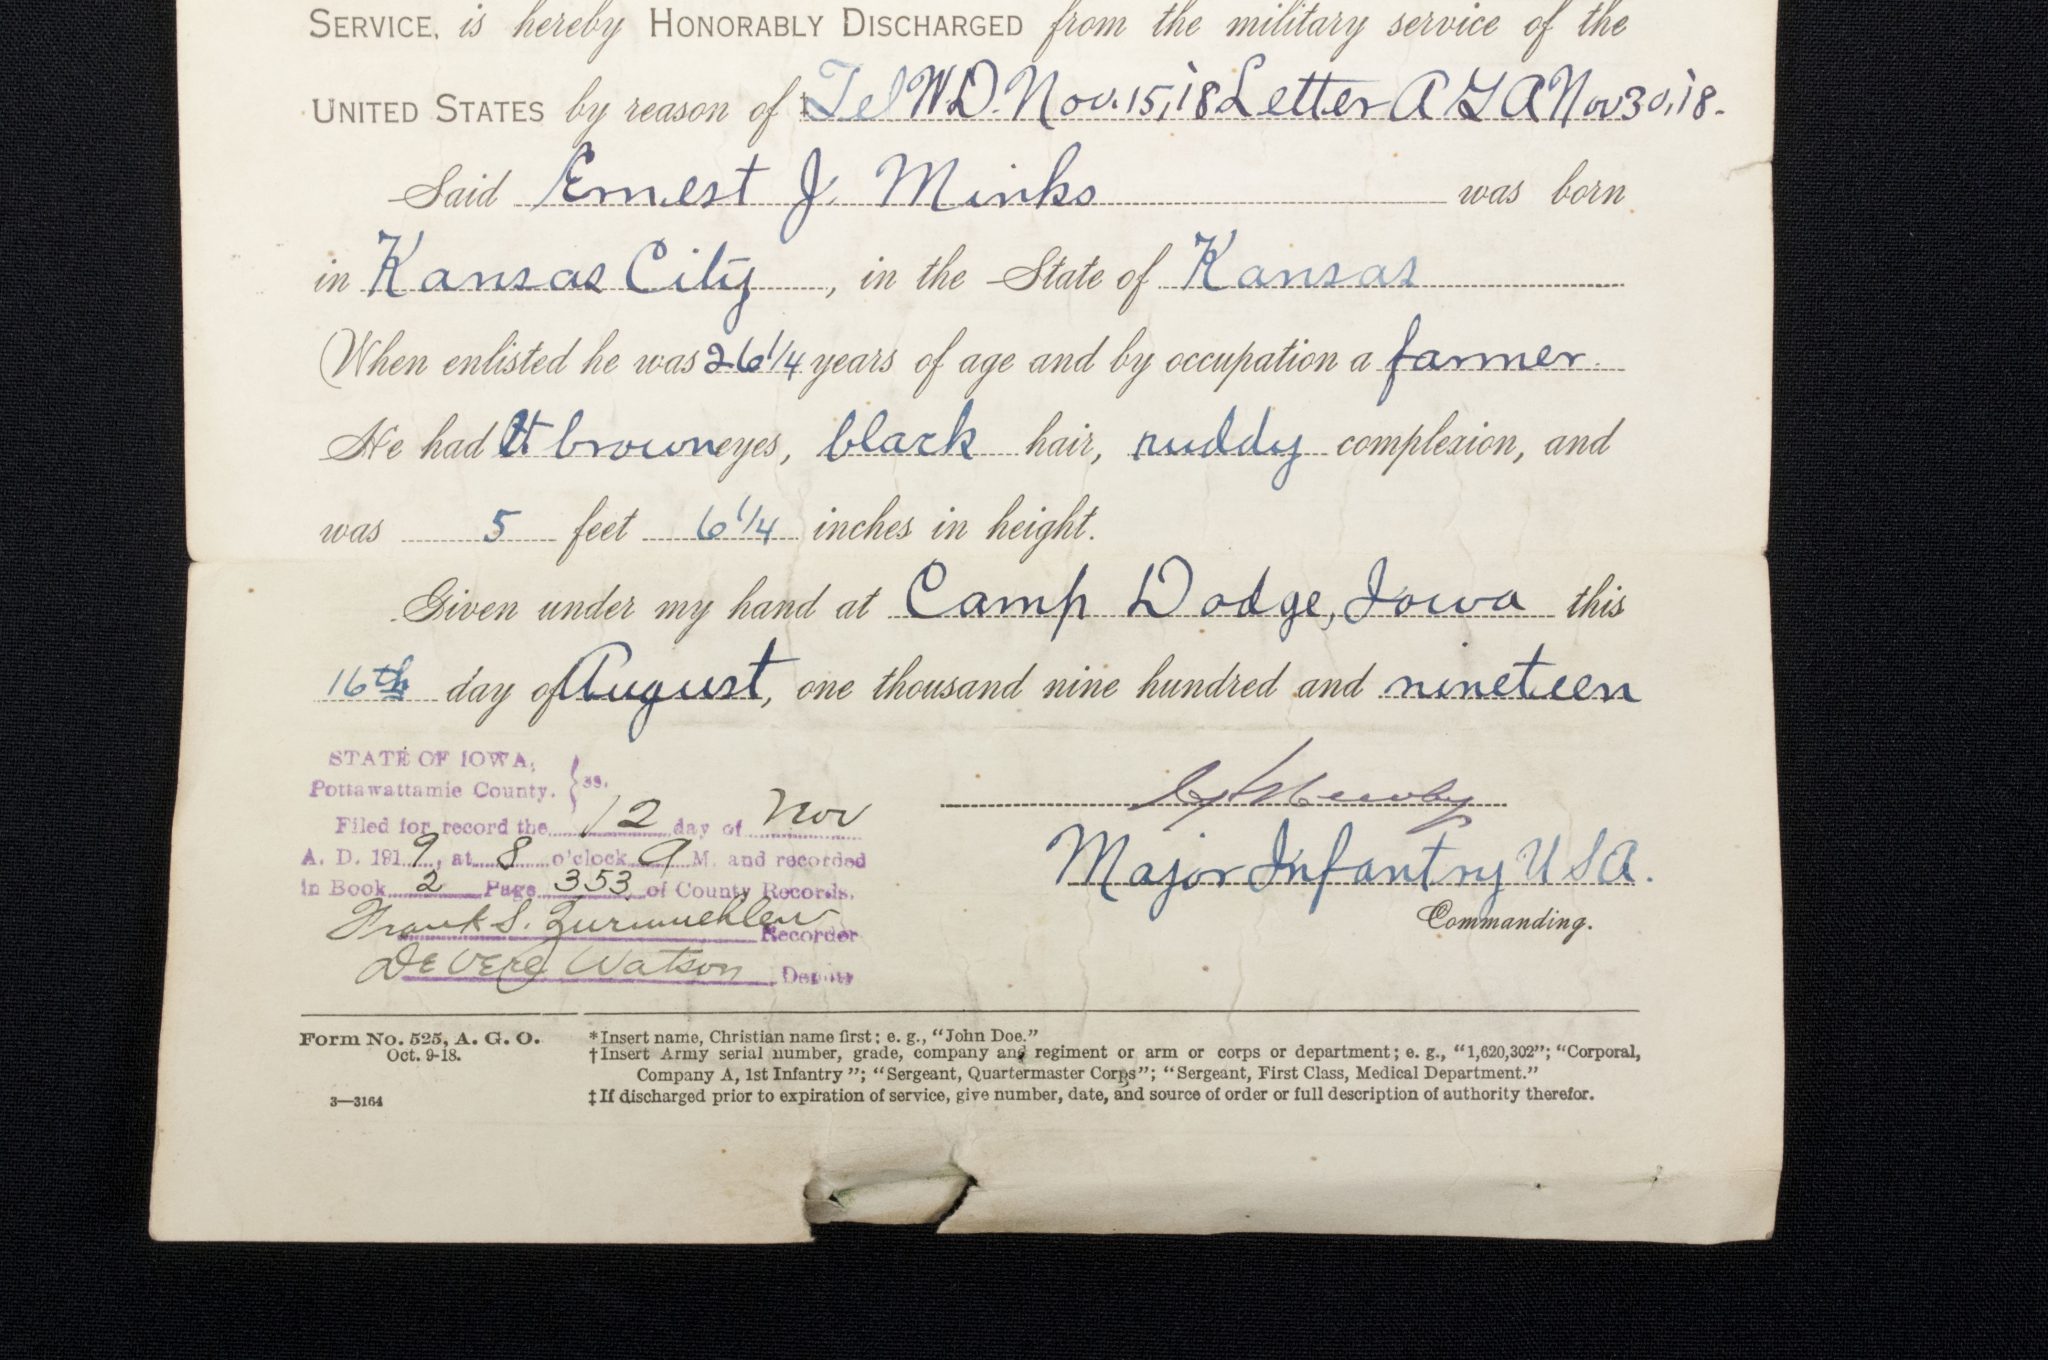 SERVICE, is hereby HONORABLY DISCHARGED from the military service of the
UNITED STATES by reason of ‡Tel W.D. Nov. 15,'18 Letter A G A Nov 30,'18.
Said Ernest J. Minks was born
in Kansas City, in the State of Kansas
(When enlisted he was 26 1/4 years of age and by occupation a farmer.
He had lt brown eyes, black hair, ruddy complexion, and
was 5 feet 6 1/4 inches in height.
Given under my hand at Camp Dodge, Iowa this
16th day of August, one thousand nine hundred and nineteen
Newby
Major Infantry U S A.
Commanding.
STATE OF IOWA,
Pottawattamie County. } ss.
Filed for record the 12 day of Nov
A. D. 1919, at 8 o'clock A M. and recorded
in Book 2 Page 353 of County Records.
Frank S. Zurmuehlen Recorder
DeVere Watson Deputy
Form No. 525, A. G. O.
Oct. 9-18.
3—3164
*Insert name, Christian name first; e. g., "John Doe."
†Insert Army serial number, grade, company and regiment or arm or corps or department; e. g., "1,620,302"; "Corporal,
Company A, 1st Infantry"; "Sergeant, Quartermaster Corps"; "Sergeant, First Class, Medical Department."
‡If discharged prior to expiration of service, give number, date, and source of order or full description of authority therefor.